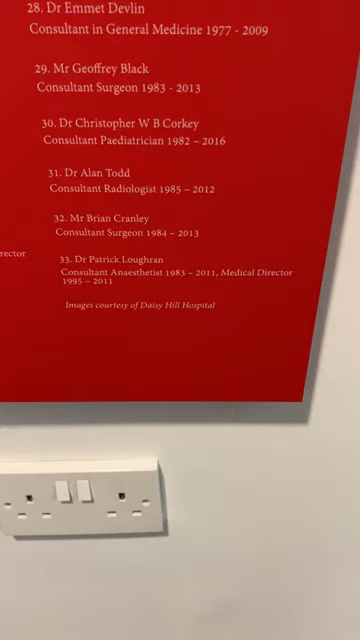 28. Dr Emmet Devlin
Consultant in General Medicine 1977 - 2009
29. Mr Geoffrey Black
Consultant Surgeon 1983 - 2013
30. Dr Christopher W B Corkey
Consultant Paediatrician 1982 – 2016
31. Dr Alan Todd
Consultant Radiologist 1985 – 2012
32. Mr Brian Cranley
Consultant Surgeon 1984 – 2013
rector
33. Dr Patrick Loughran
Consultant Anaesthetist 1983 – 2011, Medical Director
1995 – 2011
Images courtesy of Daisy Hill Hospital